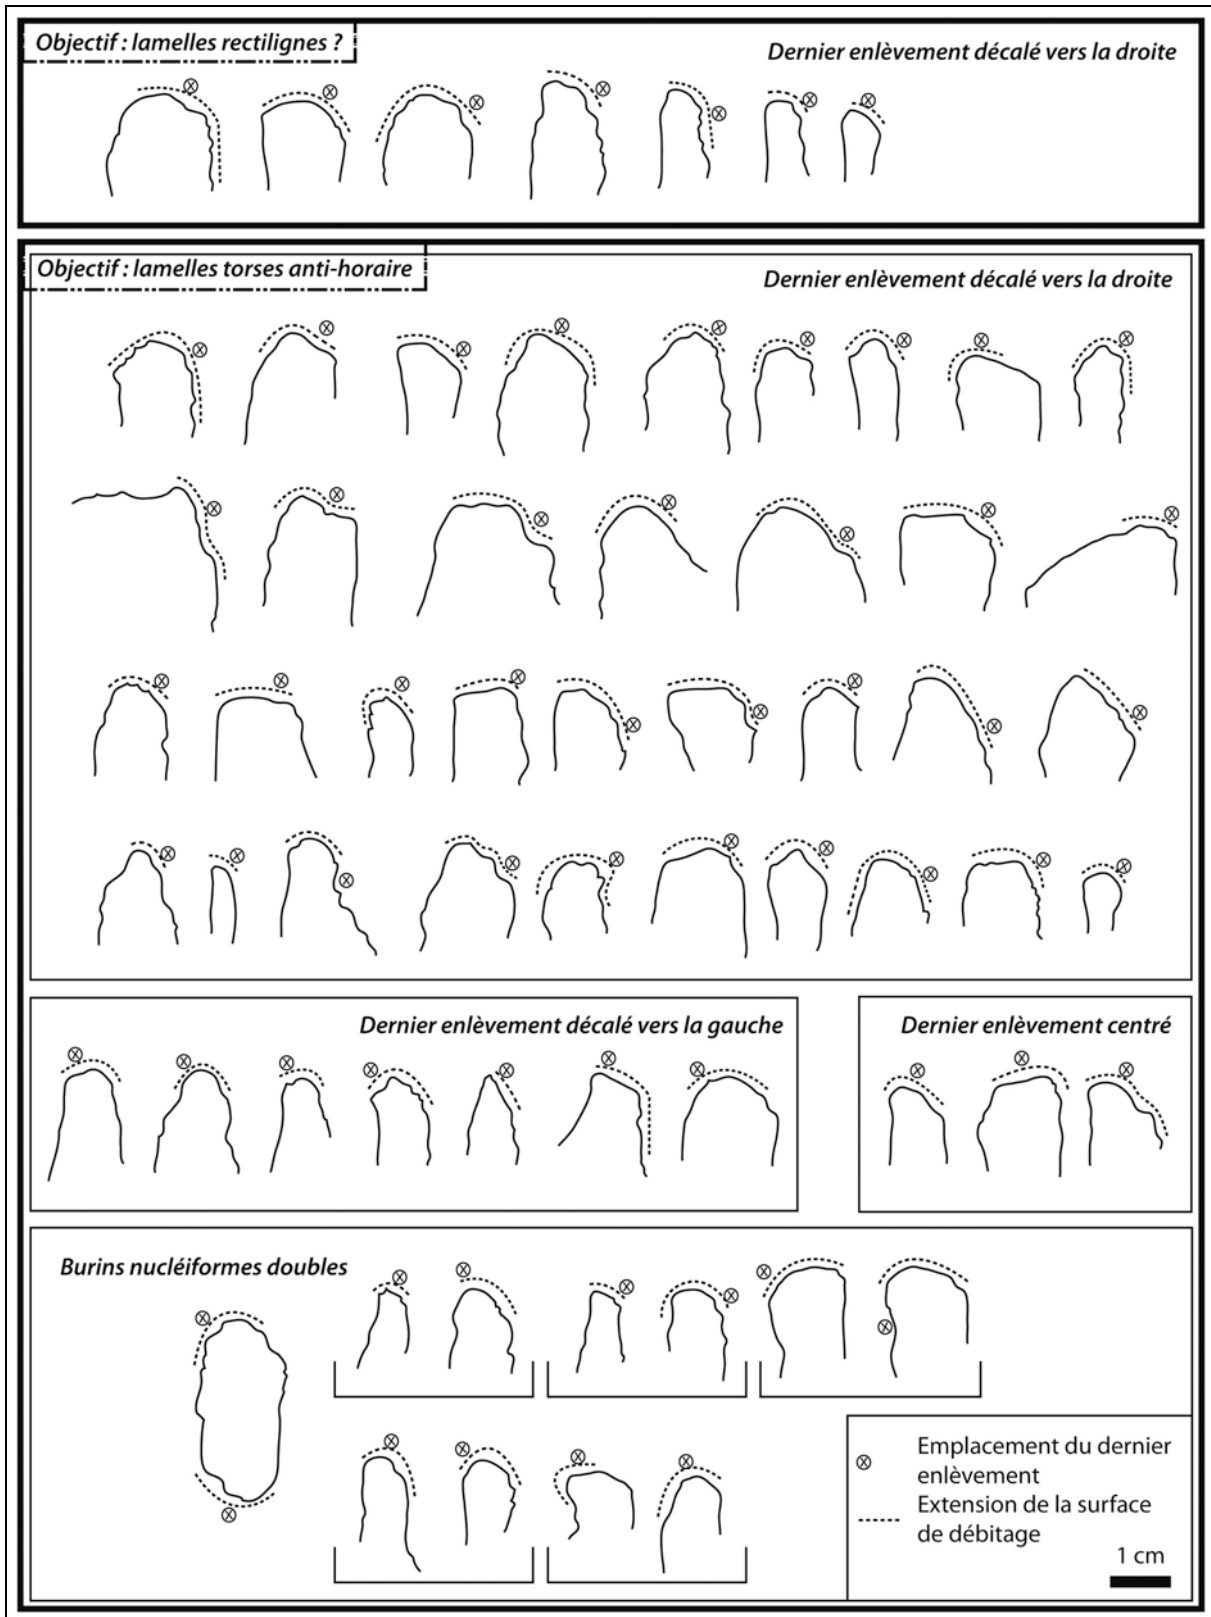 Objectif : lamelles rectilignes ?
Dernier enlèvement décalé vers la droite
Objectif : lamelles torses anti-horaire
Dernier enlèvement décalé vers la droite
Dernier enlèvement décalé vers la gauche
Dernier enlèvement centré
Burins nucléiformes doubles
Emplacement du dernier
enlèvement
Extension de la surface
de débitage
1 cm